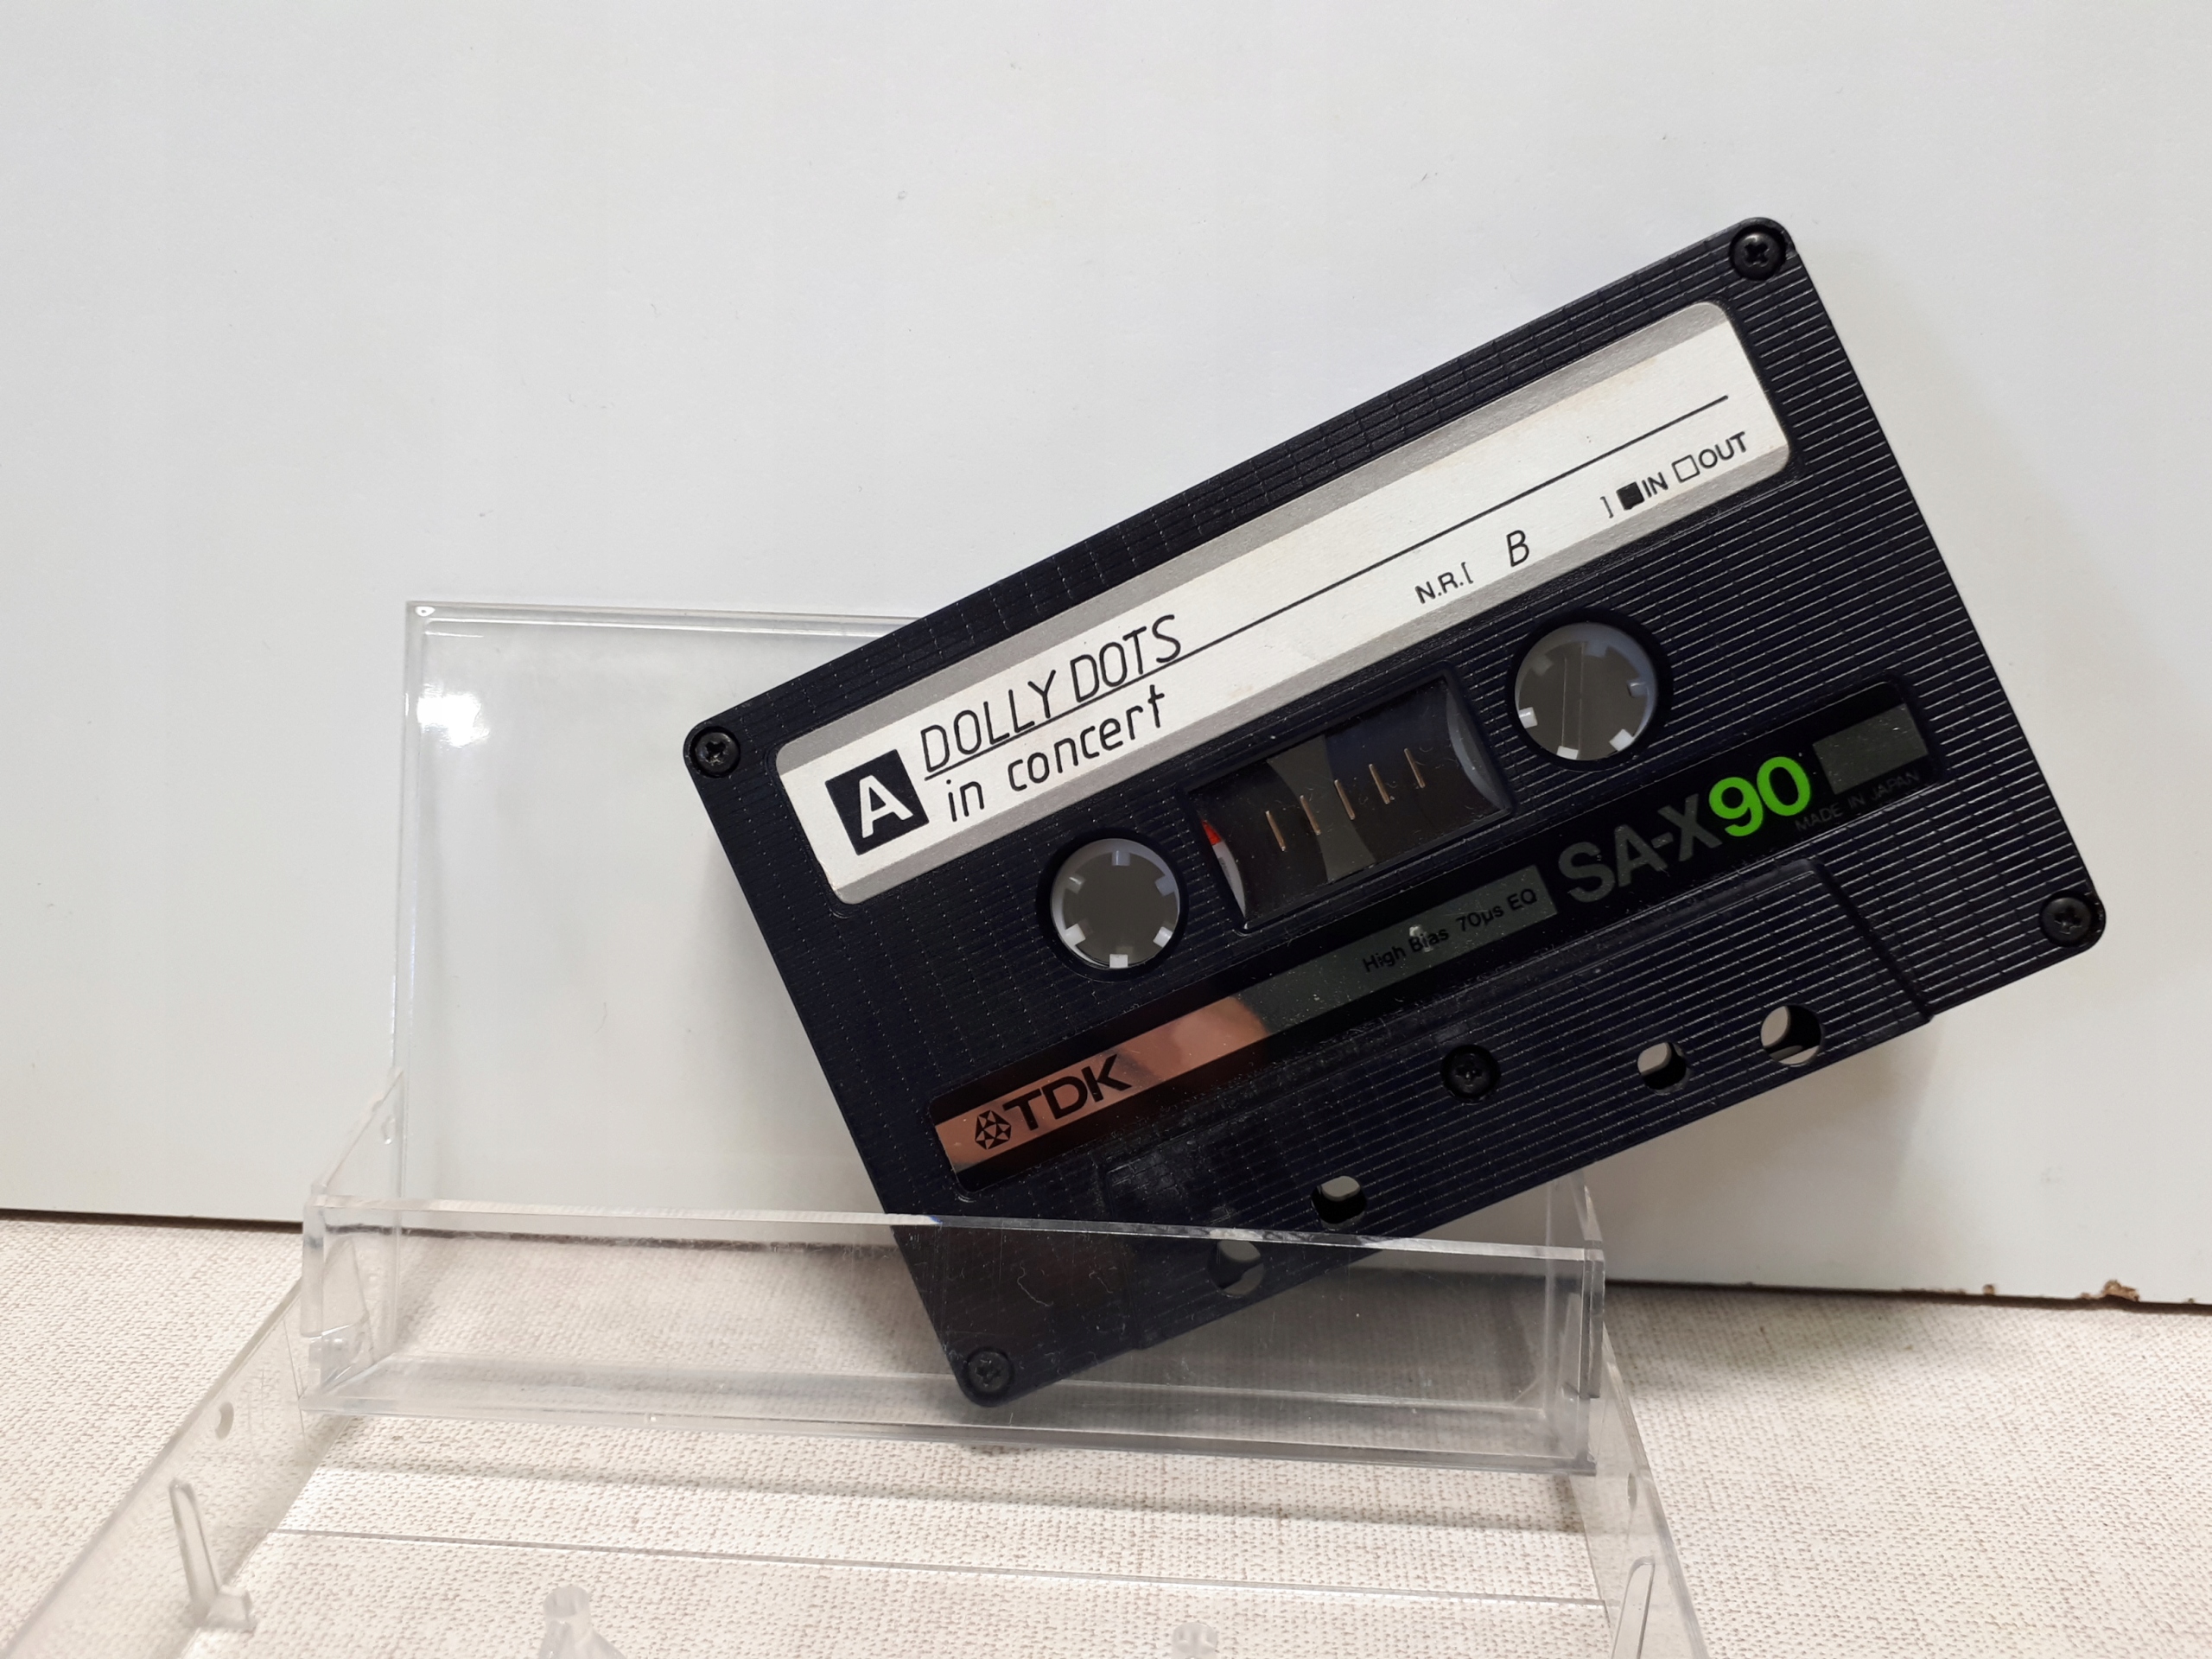 A DOLLY DOTS
in concert
N.R.[ B ] ■IN □OUT
High Bias 70µs EQ SA-X90
MADE IN JAPAN
TDK